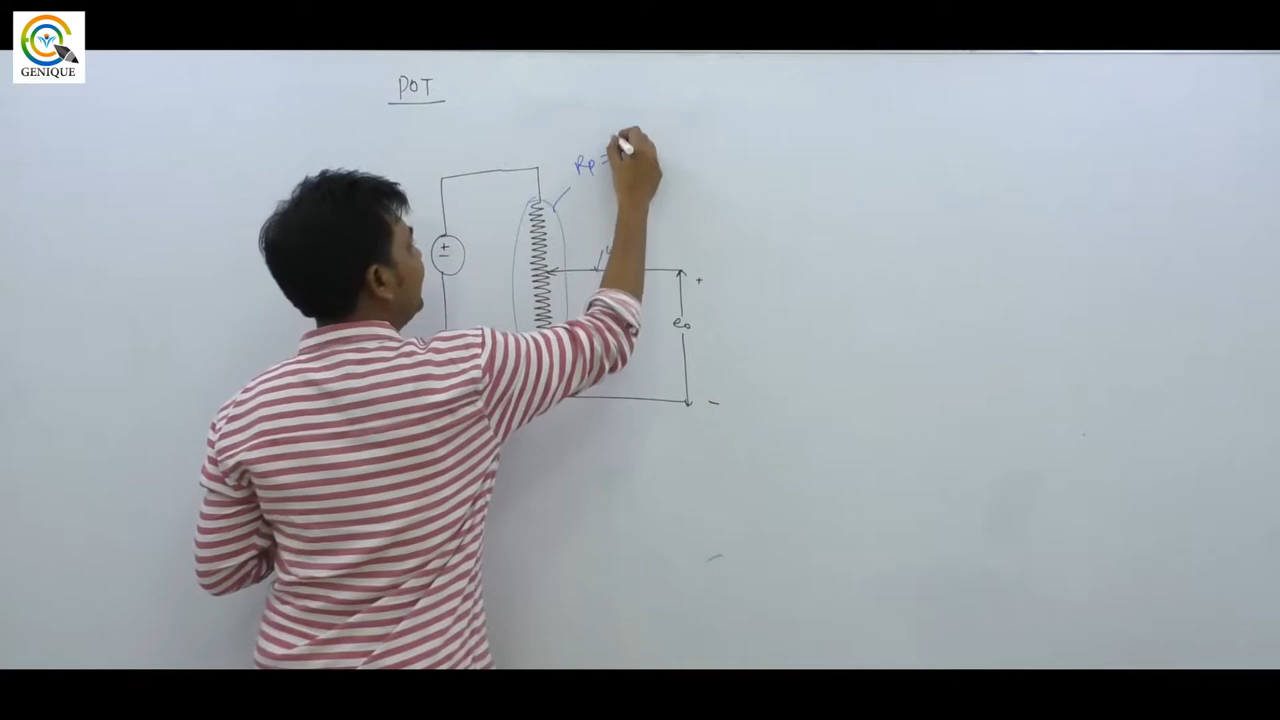 GENIQUE
POT
Rp =
+
-
+
e₀
-